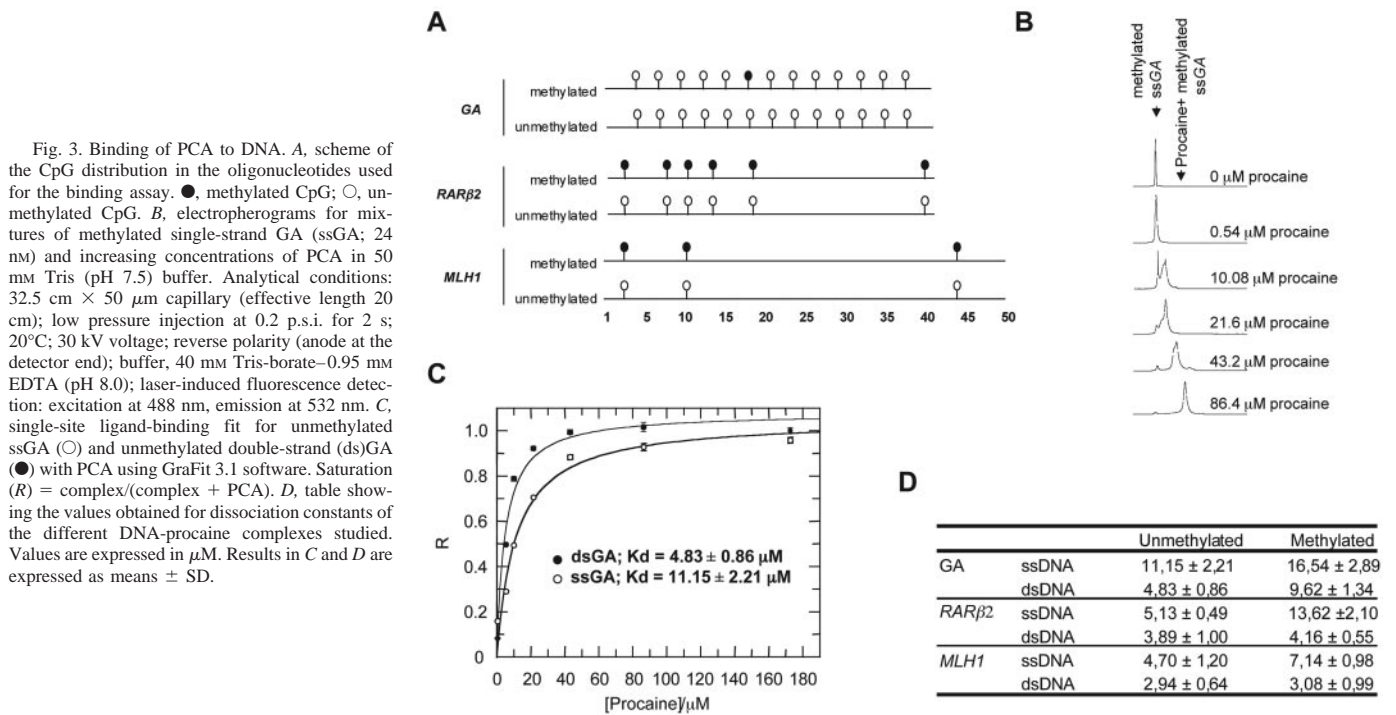 Fig. 3. Binding of PCA to DNA. A, scheme of
the CpG distribution in the oligonucleotides used
for the binding assay. ●, methylated CpG; ○, un-
methylated CpG. B, electropherograms for mix-
tures of methylated single-strand GA (ssGA; 24
nM) and increasing concentrations of PCA in 50
mM Tris (pH 7.5) buffer. Analytical conditions:
32.5 cm × 50 μm capillary (effective length 20
cm); low pressure injection at 0.2 p.s.i. for 2 s;
20°C; 30 kV voltage; reverse polarity (anode at the
detector end); buffer, 40 mM Tris-borate–0.95 mM
EDTA (pH 8.0); laser-induced fluorescence detec-
tion: excitation at 488 nm, emission at 532 nm. C,
single-site ligand-binding fit for unmethylated
ssGA (○) and unmethylated double-strand (ds)GA
(●) with PCA using GraFit 3.1 software. Saturation
(R) = complex/(complex + PCA). D, table show-
ing the values obtained for dissociation constants of
the different DNA-procaine complexes studied.
Values are expressed in μM. Results in C and D are
expressed as means ± SD.
A
GA
methylated
unmethylated
RARβ2
methylated
unmethylated
MLH1
methylated
unmethylated
1 5 10 15 20 25 30 35 40 45 50
B
methylated
ssGA
Procaine+ methylated
ssGA
0 μM procaine
0.54 μM procaine
10.08 μM procaine
21.6 μM procaine
43.2 μM procaine
86.4 μM procaine
C
1.0
0.8
0.6
0.4
0.2
0
R
● dsGA; Kd = 4.83 ± 0.86 μM
○ ssGA; Kd = 11.15 ± 2.21 μM
0 20 40 60 80 100 120 140 160 180
[Procaine]/μM
D
Unmethylated Methylated
GA ssDNA 11,15 ± 2,21 16,54 ± 2,89
dsDNA 4,83 ± 0,86 9,62 ± 1,34
RARβ2 ssDNA 5,13 ± 0,49 13,62 ±2,10
dsDNA 3,89 ± 1,00 4,16 ± 0,55
MLH1 ssDNA 4,70 ± 1,20 7,14 ± 0,98
dsDNA 2,94 ± 0,64 3,08 ± 0,99